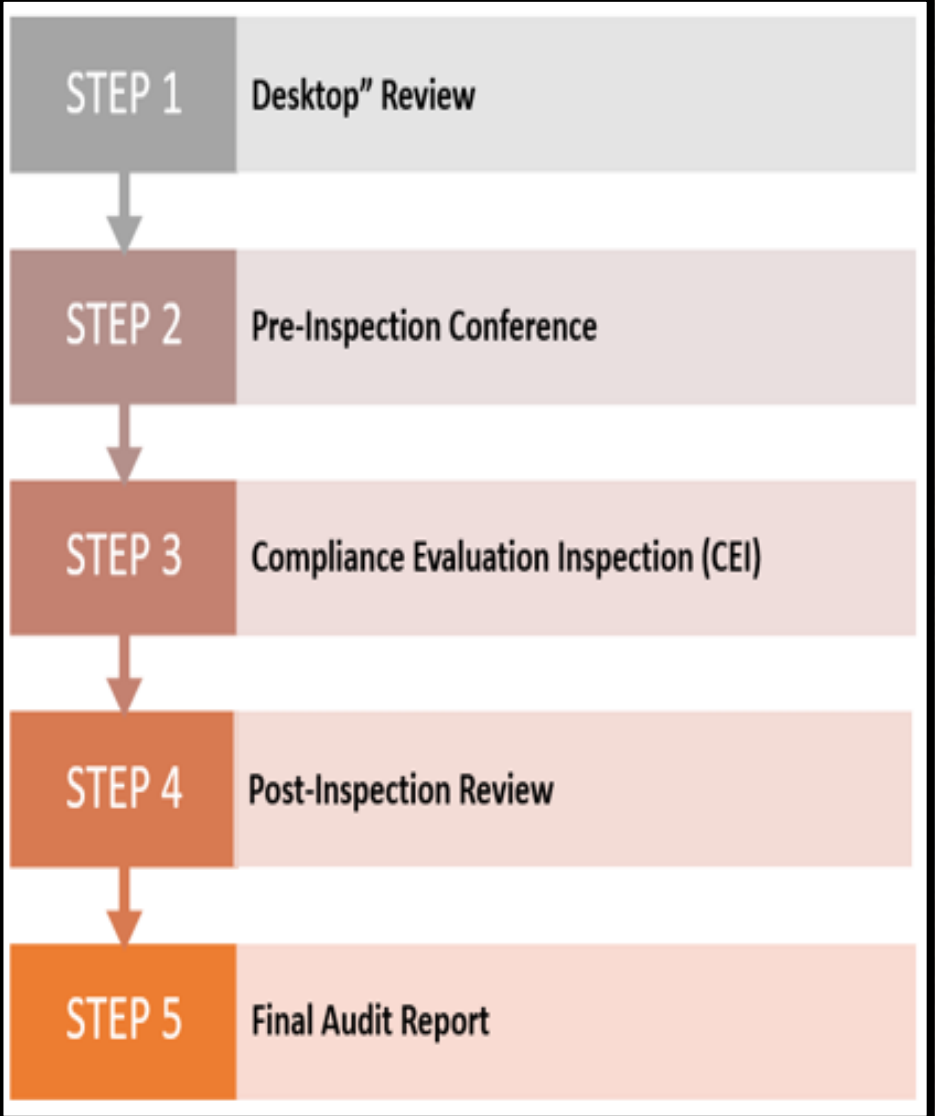 STEP 1 Desktop” Review
STEP 2 Pre-Inspection Conference
STEP 3 Compliance Evaluation Inspection (CEI)
STEP 4 Post-Inspection Review
STEP 5 Final Audit Report